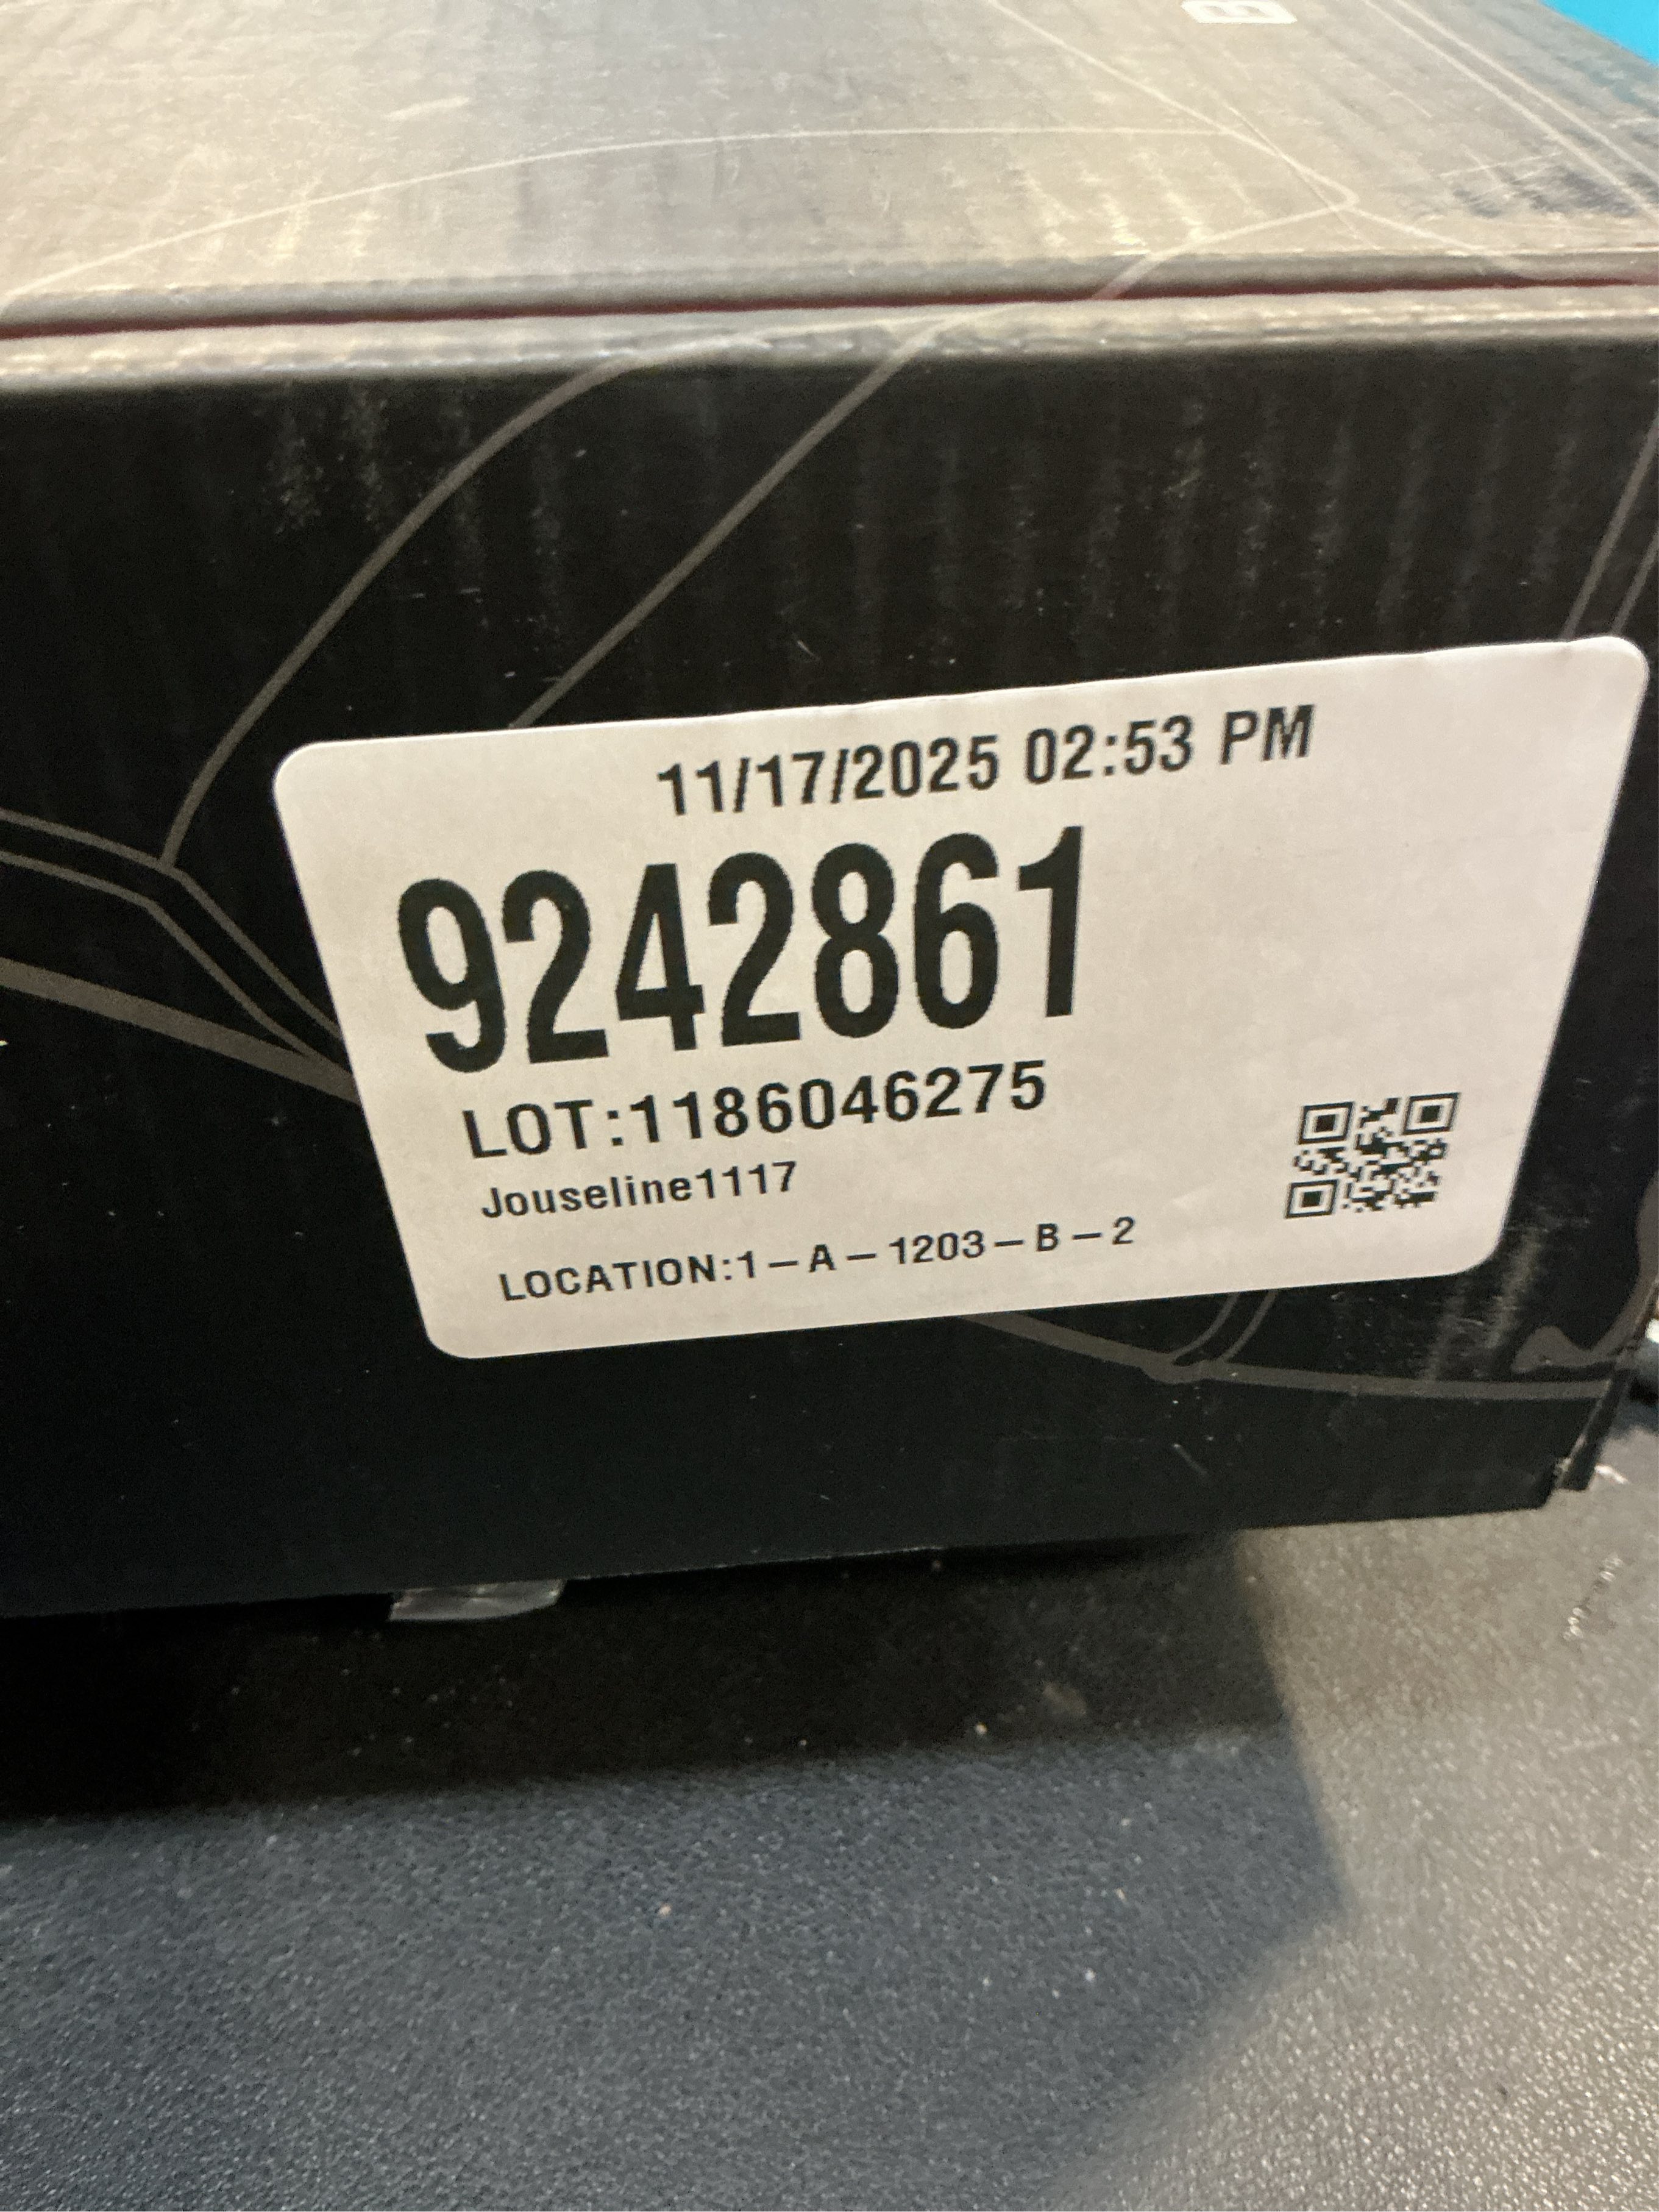 11/17/2025 02:53 PM
9242861
LOT:1186046275
Jouseline1117
LOCATION:1-A-1203-B-2